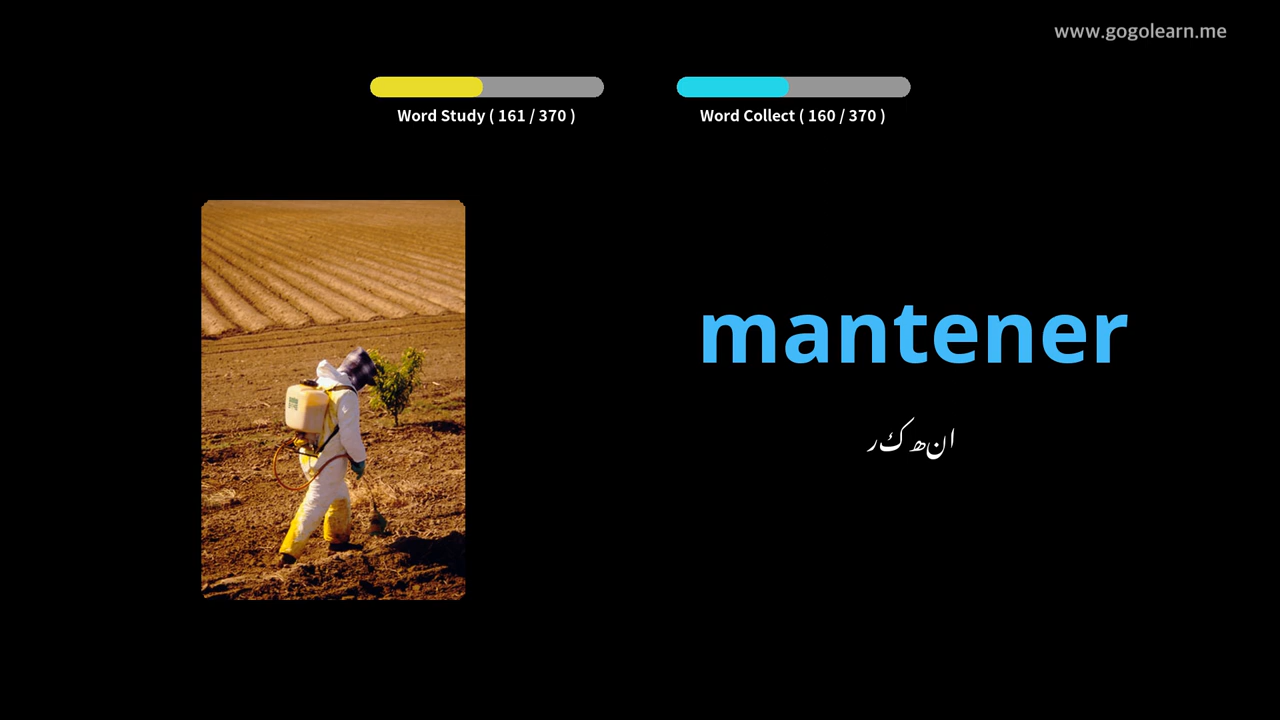 www.gogolearn.me
Word Study ( 161 / 370 )
Word Collect ( 160 / 370 )
mantener
ا ن ھ ک ر